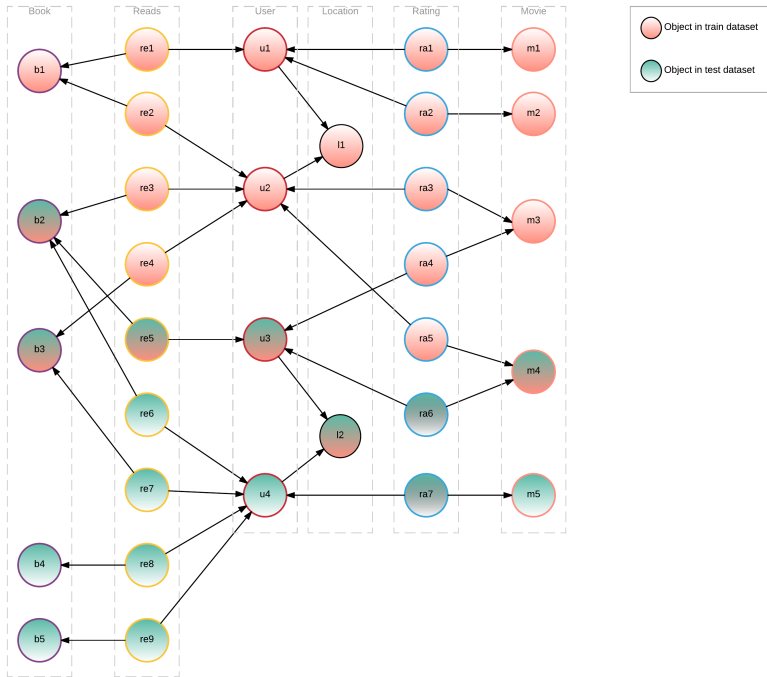 Book Reads User Location Rating Movie
Object in train dataset
Object in test dataset
re1 u1 ra1 m1
b1
re2 ra2 m2
l1
re3 u2 ra3
b2 m3
re4 ra4
re5 u3 ra5
b3
m4
re6 ra6
l2
re7 u4 ra7 m5
b4 re8
b5 re9